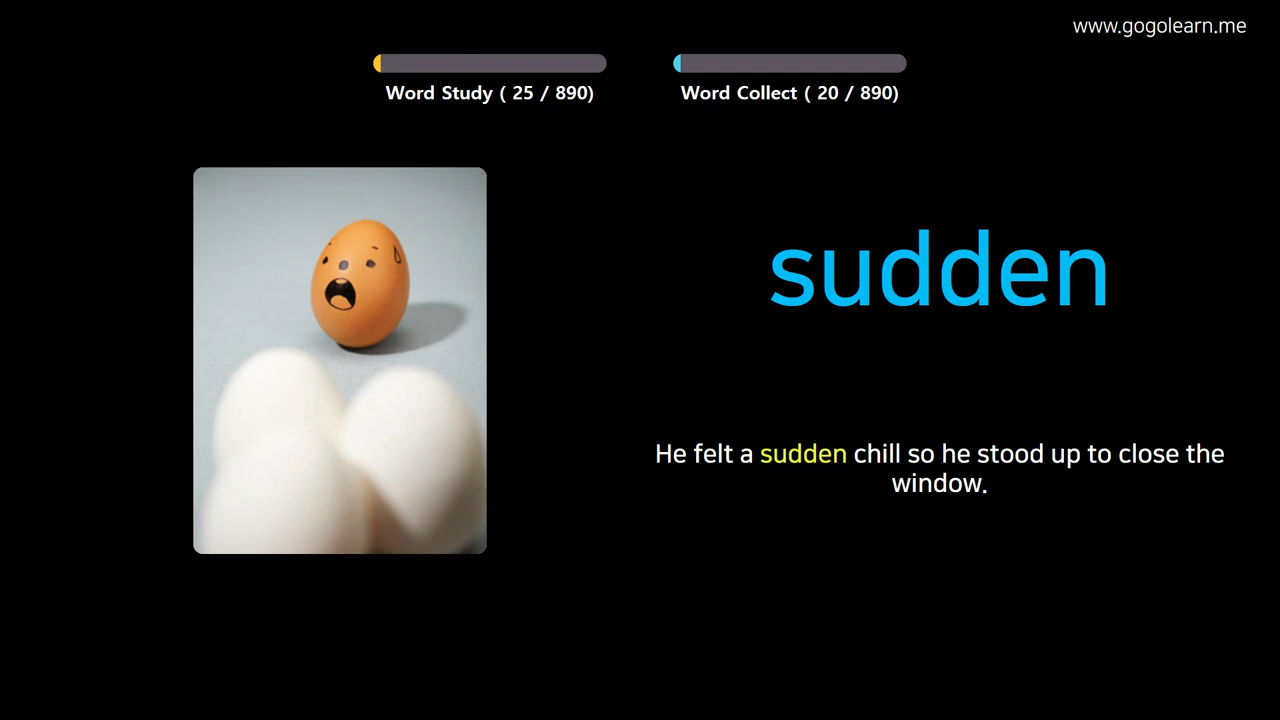 www.gogolearn.me
Word Study ( 25 / 890)
Word Collect ( 20 / 890)
sudden
He felt a sudden chill so he stood up to close the
window.